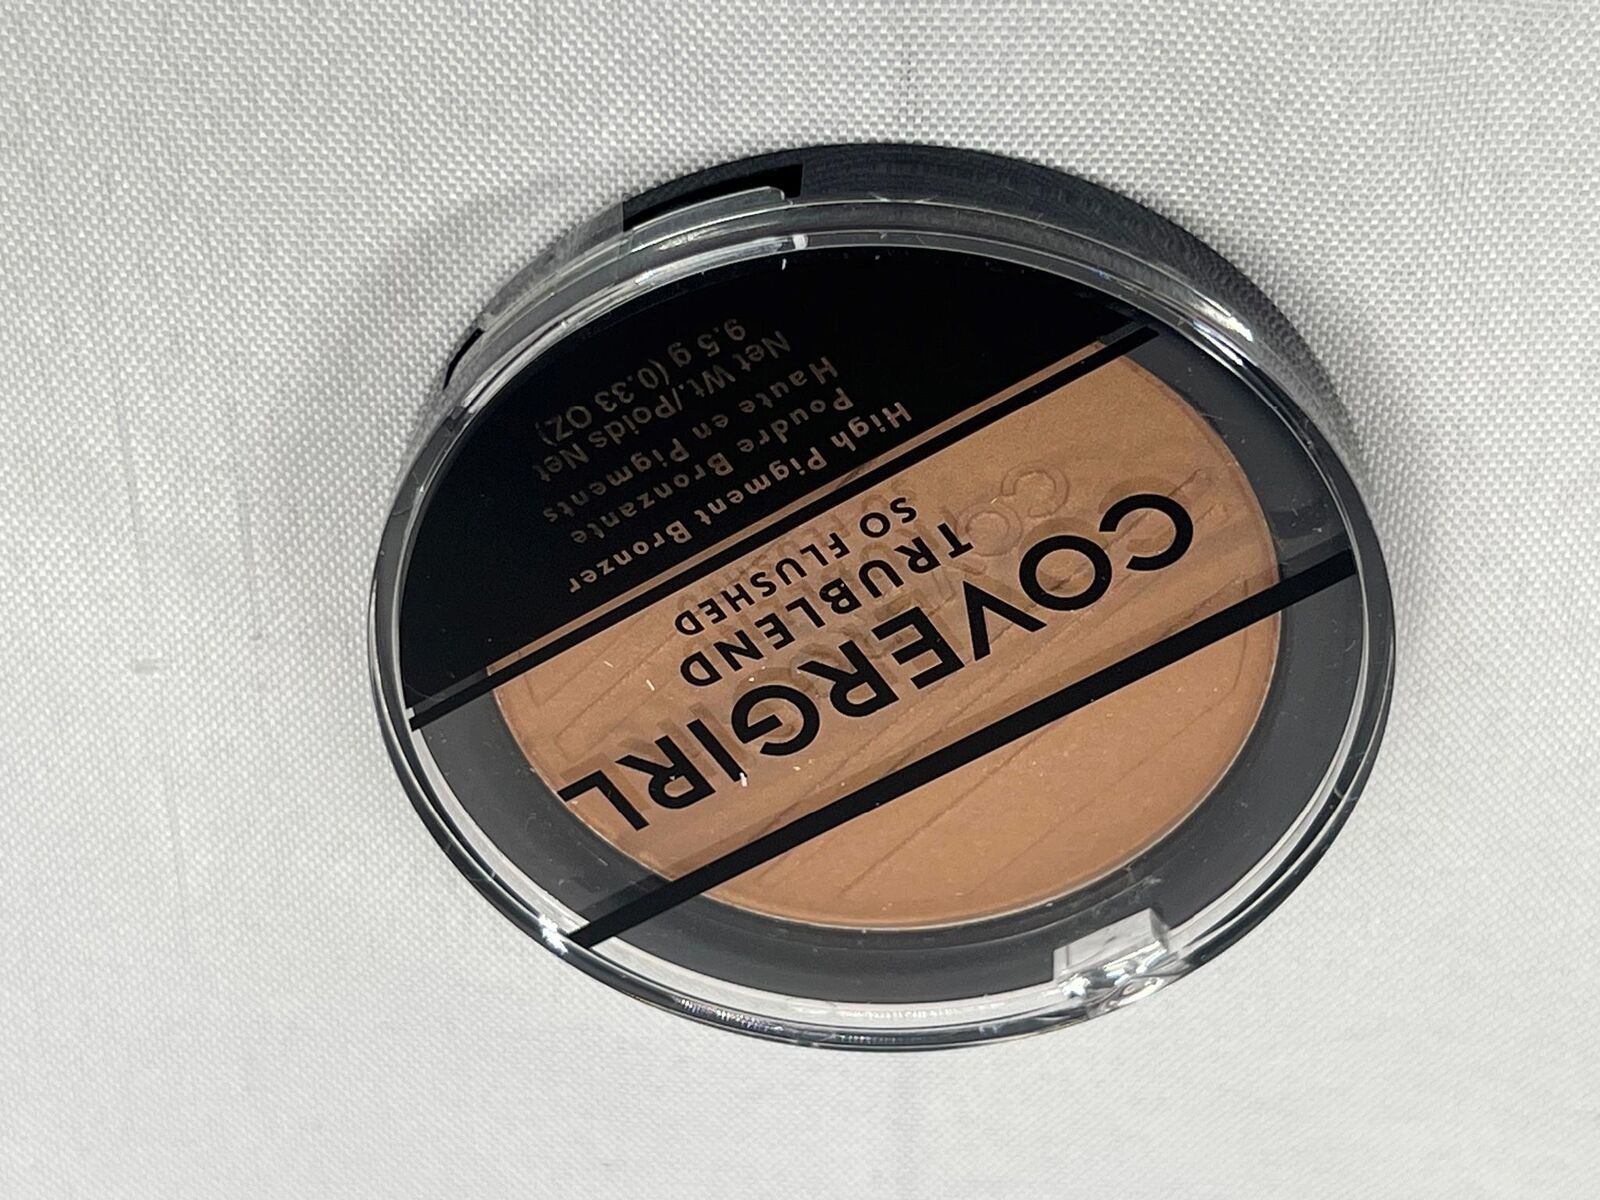 COVERGIRL
TRUBLEND
SO FLUSHED
High Pigment Bronzer
Poudre Bronzante
Haute en Pigments
Net Wt./Poids Net
9.5 g (0.33 OZ)